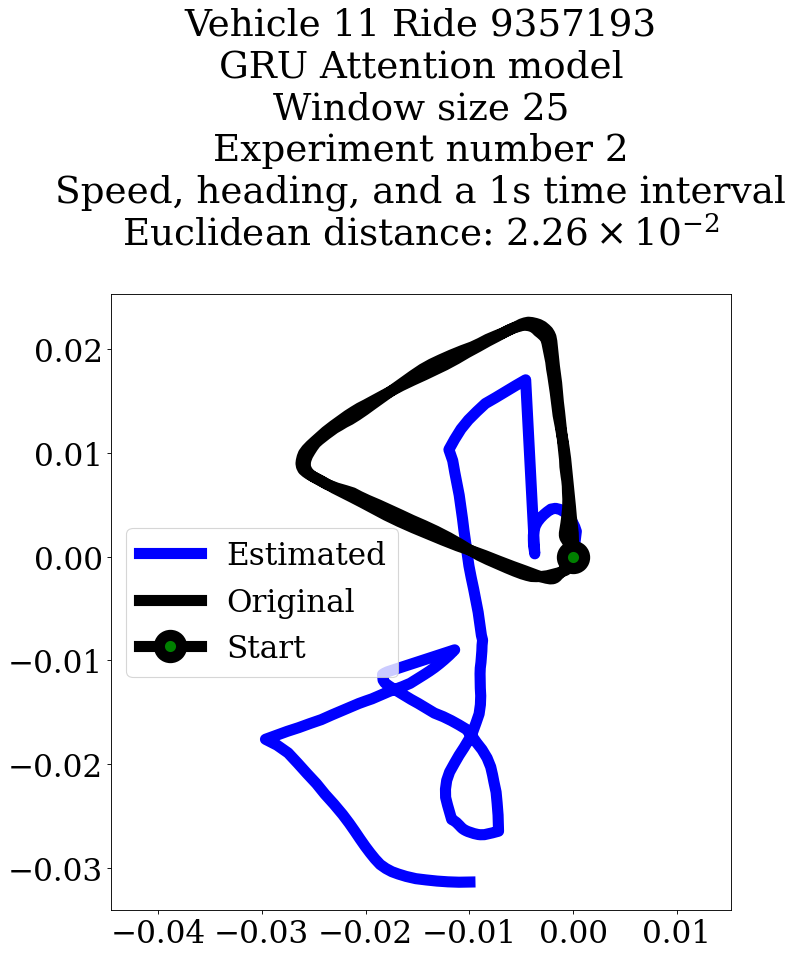 Vehicle 11 Ride 9357193
GRU Attention model
Window size 25
Experiment number 2
Speed, heading, and a 1s time interval
Euclidean distance: 2.26 × 10⁻²
0.02
0.01
0.00
−0.01
−0.02
−0.03
Estimated
Original
Start
−0.04 −0.03 −0.02 −0.01 0.00 0.01